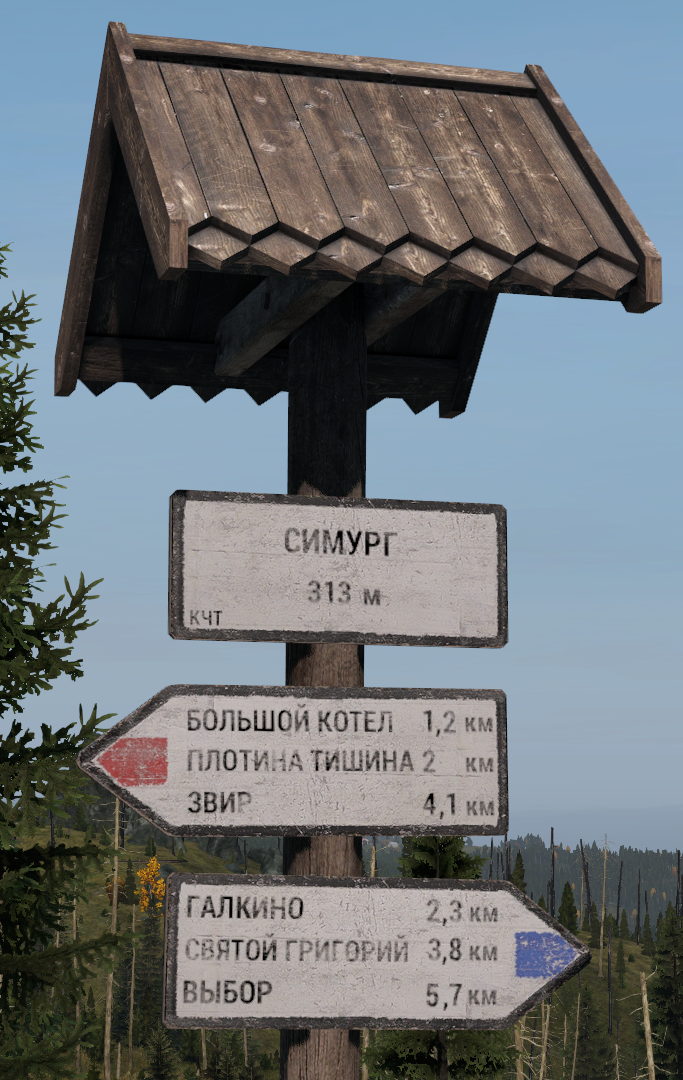 СИМУРГ
313 м
КЧТ
БОЛЬШОЙ КОТЕЛ 1,2 км
ПЛОТИНА ТИШИНА 2 км
ЗВИР 4,1 км
ГАЛКИНО 2,3 км
СВЯТОЙ ГРИГОРИЙ 3,8 км
ВЫБОР 5,7 км